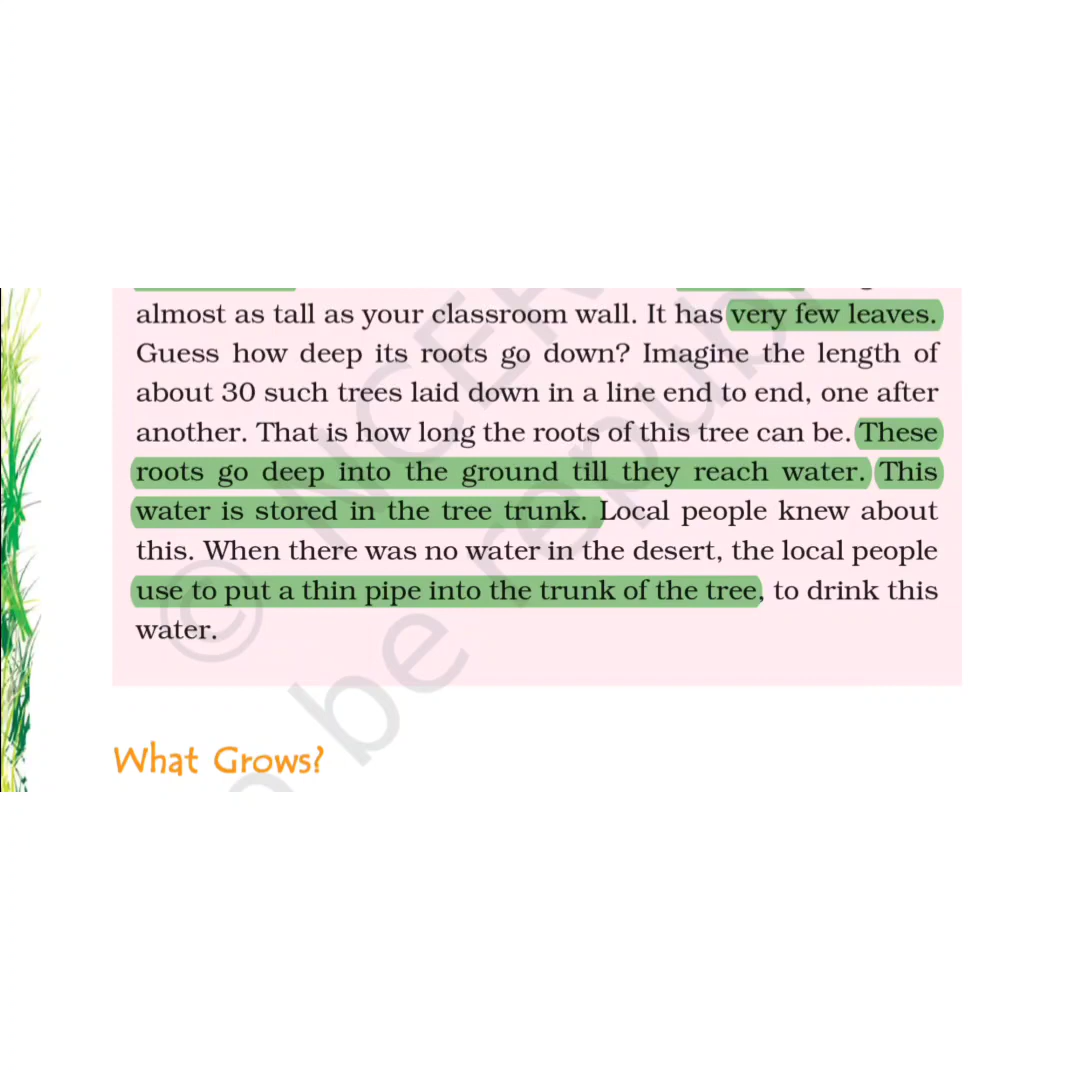 almost as tall as your classroom wall. It has very few leaves.
Guess how deep its roots go down? Imagine the length of
about 30 such trees laid down in a line end to end, one after
another. That is how long the roots of this tree can be. These
roots go deep into the ground till they reach water. This
water is stored in the tree trunk. Local people knew about
this. When there was no water in the desert, the local people
use to put a thin pipe into the trunk of the tree, to drink this
water.
What Grows?
© NCER
be republ